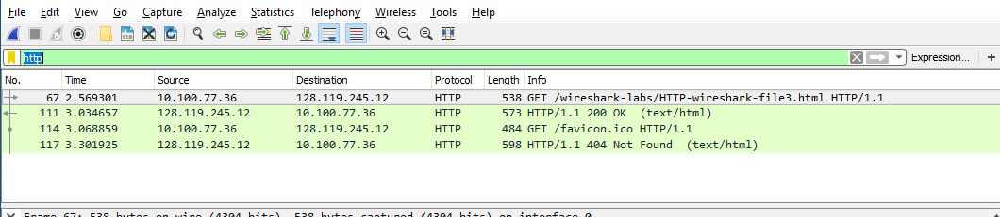 File Edit View Go Capture Analyze Statistics Telephony Wireless Tools Help
http Expression... +
No. Time Source Destination Protocol Length Info
67 2.569301 10.100.77.36 128.119.245.12 HTTP 538 GET /wireshark-labs/HTTP-wireshark-file3.html HTTP/1.1
111 3.034657 128.119.245.12 10.100.77.36 HTTP 573 HTTP/1.1 200 OK (text/html)
114 3.068859 10.100.77.36 128.119.245.12 HTTP 484 GET /favicon.ico HTTP/1.1
117 3.301925 128.119.245.12 10.100.77.36 HTTP 598 HTTP/1.1 404 Not Found (text/html)
Frame 67: 538 bytes on wire (4304 bits), 538 bytes captured (4304 bits) on interface 0